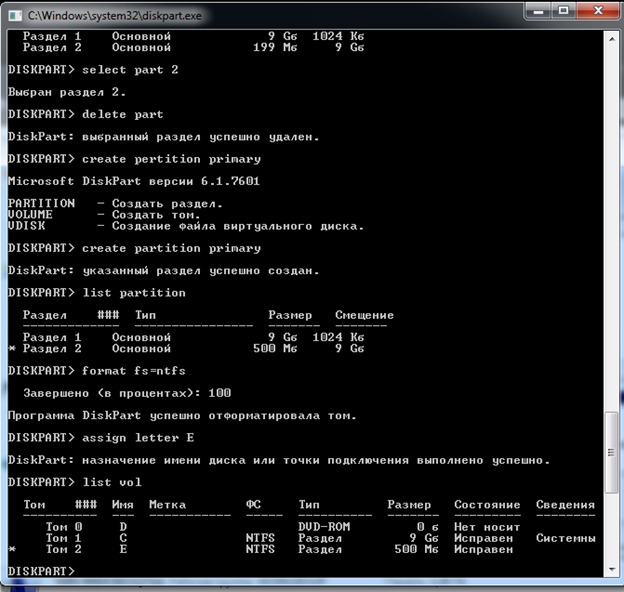 C:\Windows\system32\diskpart.exe
Раздел 1 Основной 9 Gб 1024 Kб
Раздел 2 Основной 199 Mб 9 Gб
DISKPART> select part 2
Выбран раздел 2.
DISKPART> delete part
DiskPart: выбранный раздел успешно удален.
DISKPART> create pertition primary
Microsoft DiskPart версии 6.1.7601
PARTITION - Создать раздел.
VOLUME - Создать том.
VDISK - Создание файла виртуального диска.
DISKPART> create partition primary
DiskPart: указанный раздел успешно создан.
DISKPART> list partition
Раздел ### Тип Размер Смещение
------------- ---------------- ------- -------
Раздел 1 Основной 9 Gб 1024 Kб
* Раздел 2 Основной 500 Mб 9 Gб
DISKPART> format fs=ntfs
Завершено (в процентах): 100
Программа DiskPart успешно отформатировала том.
DISKPART> assign letter E
DiskPart: назначение имени диска или точки подключения выполнено успешно.
DISKPART> list vol
Том ### Имя Метка ФС Тип Размер Состояние Сведения
---------- --- ----------- ----- ---------- ------- --------- --------
Том 0 D DVD-ROM 0 б Нет носит
Том 1 C NTFS Раздел 9 Gб Исправен Системны
* Том 2 E NTFS Раздел 500 Mб Исправен
DISKPART>